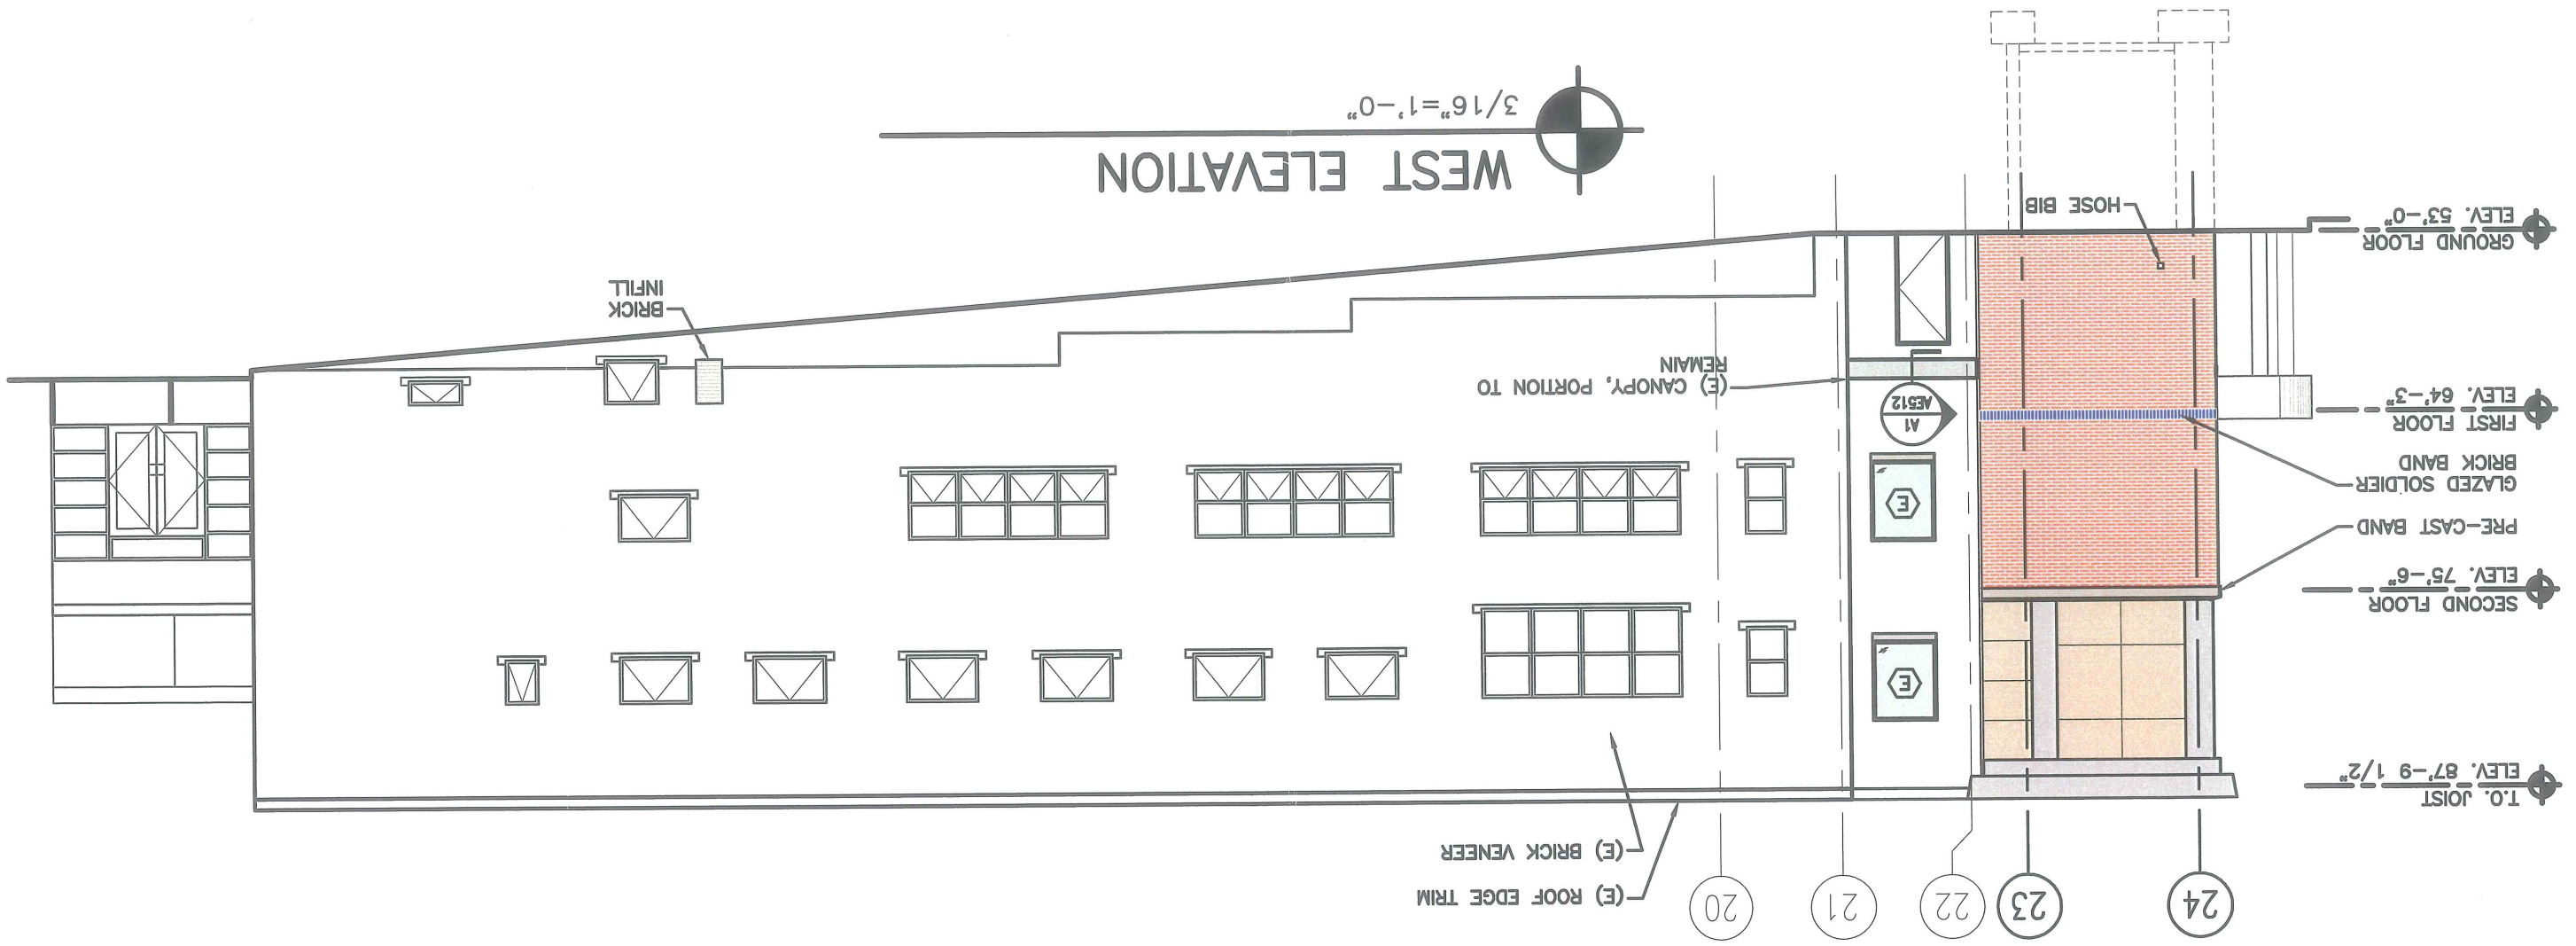 24
23
22
21
20
(E) ROOF EDGE TRIM
(E) BRICK VENEER
T.O. JOIST
ELEV. 87'-9 1/2"
SECOND FLOOR
ELEV. 75'-6"
PRE-CAST BAND
GLAZED SOLDIER
BRICK BAND
FIRST FLOOR
ELEV. 64'-3"
GROUND FLOOR
ELEV. 53'-0"
E
E
A1
AE512
(E) CANOPY, PORTION TO
REMAIN
BRICK
INFILL
HOSE BIB
WEST ELEVATION
3/16"=1'-0"